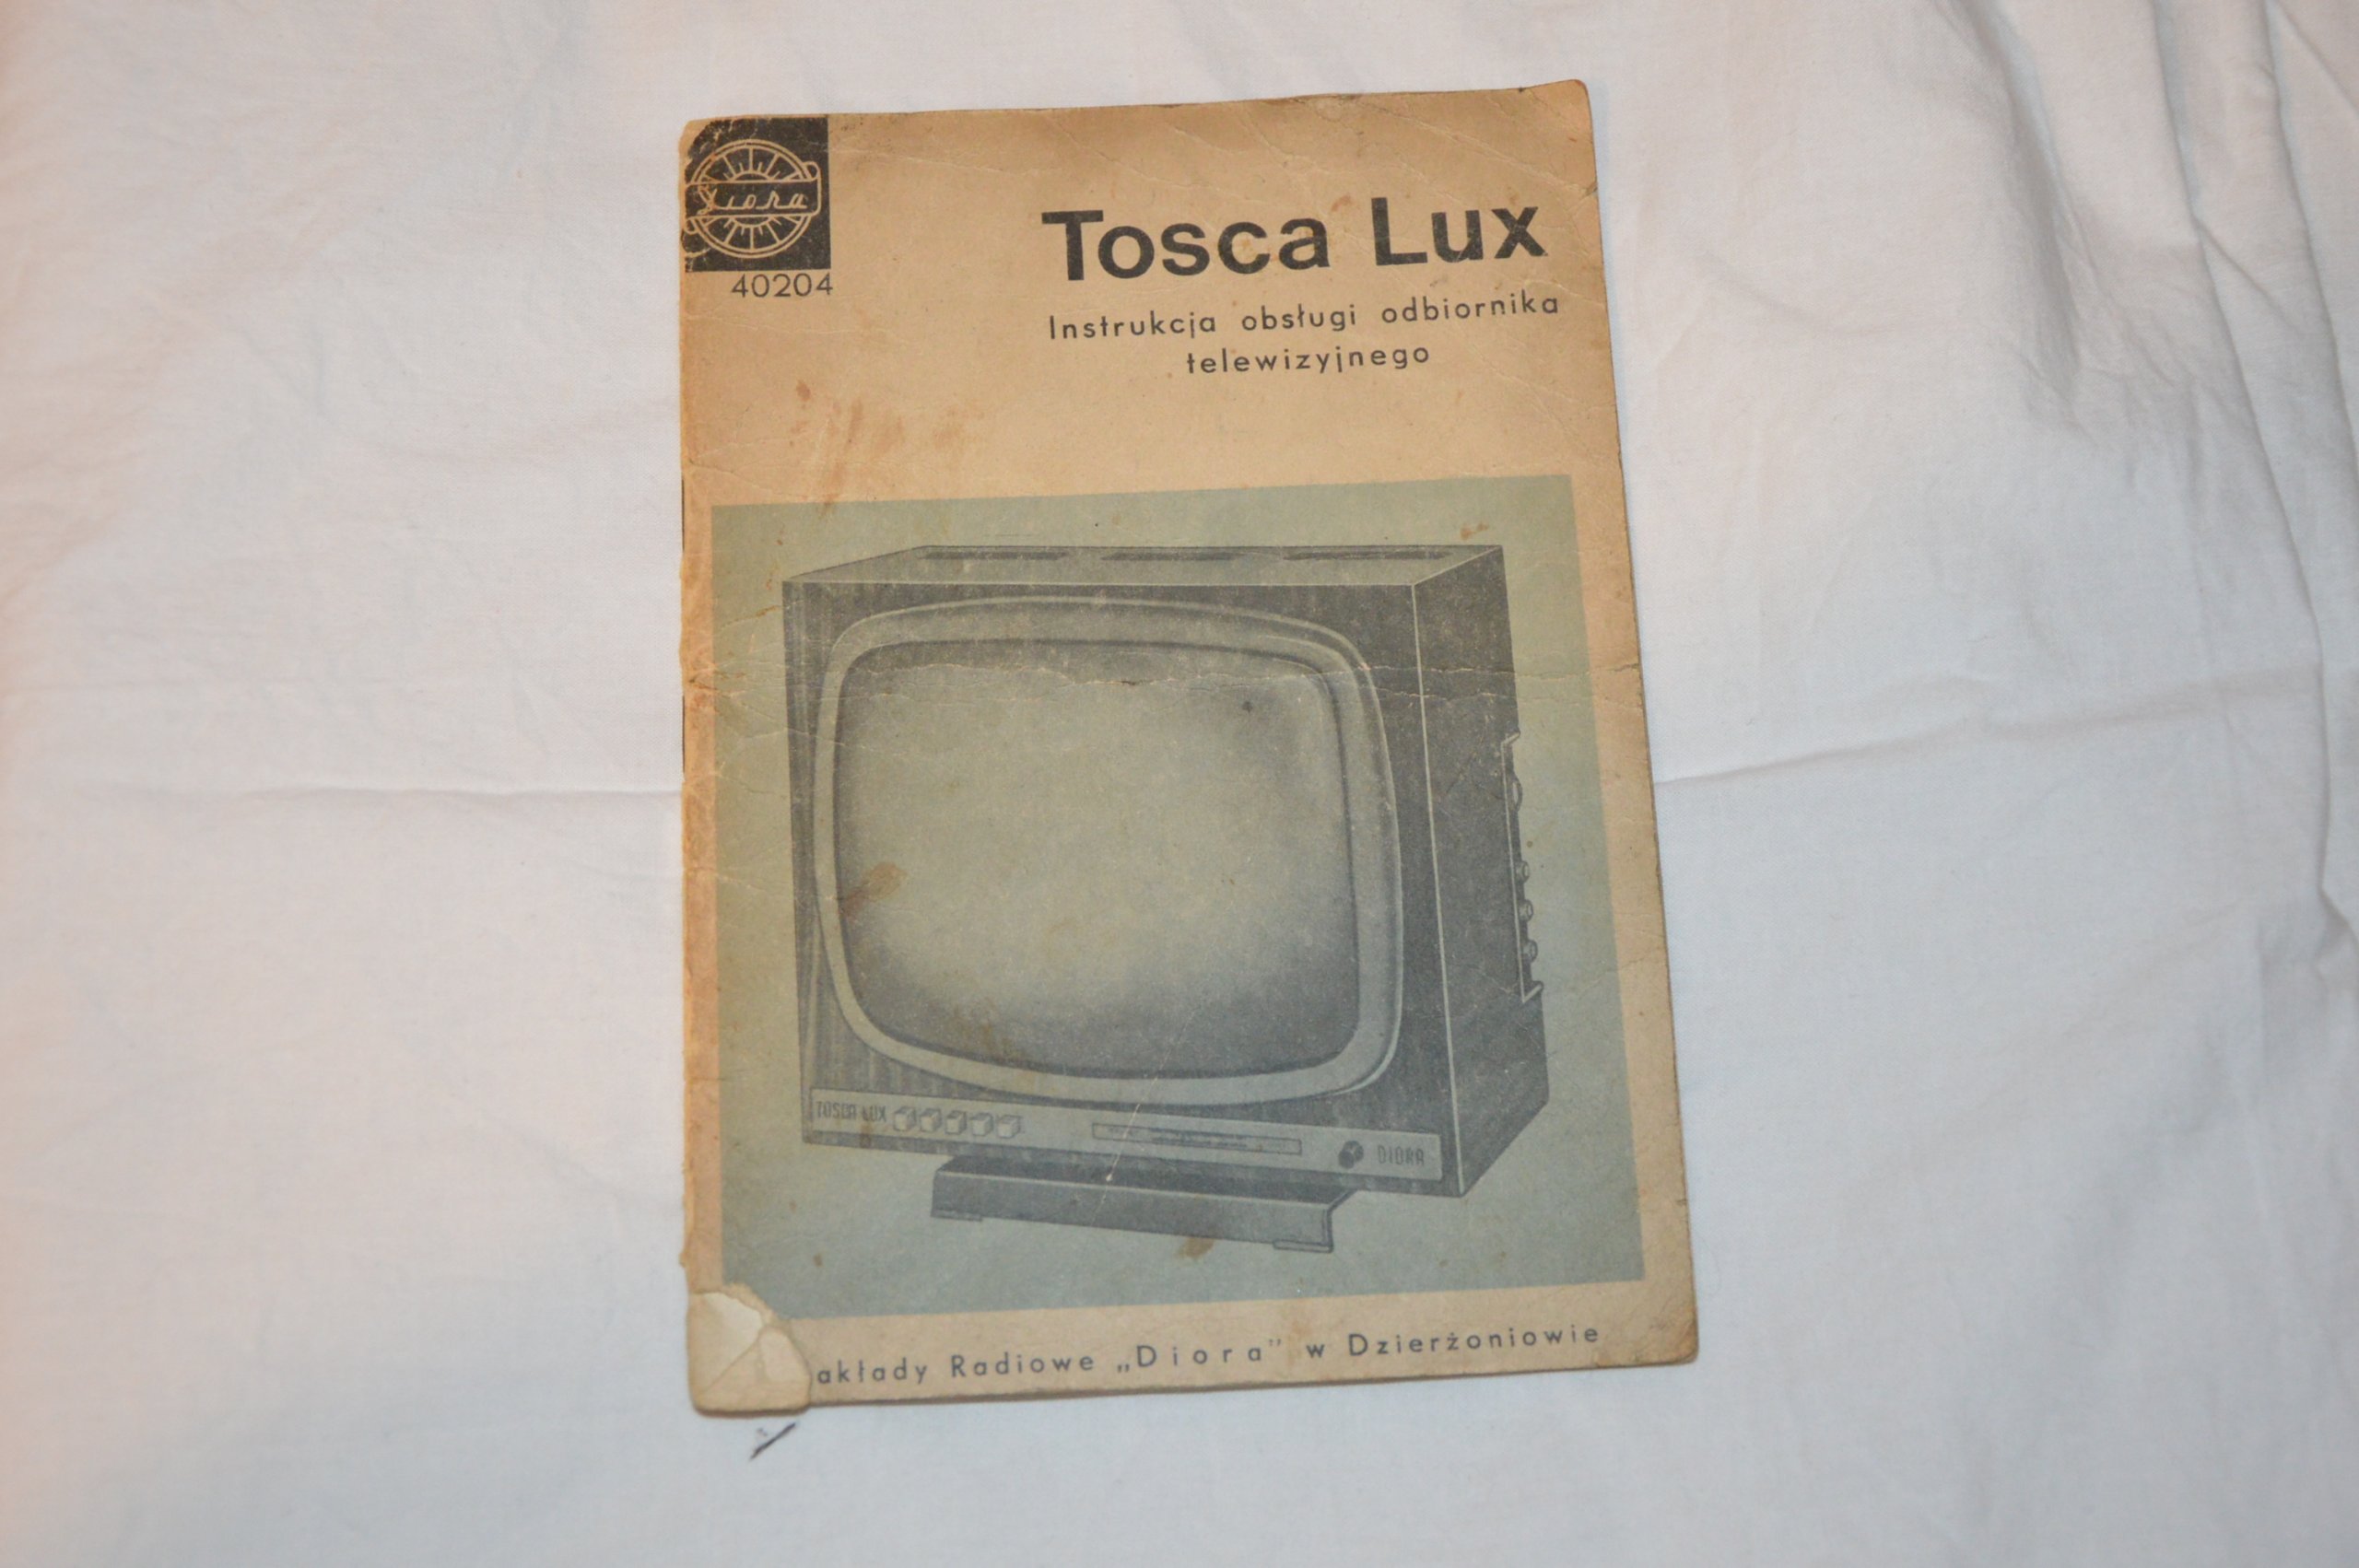 Diora
40204
Tosca Lux
Instrukcja obsługi odbiornika
telewizyjnego
TOSCA LUX
DIORA
akłady Radiowe „Diora" w Dzierżoniowie